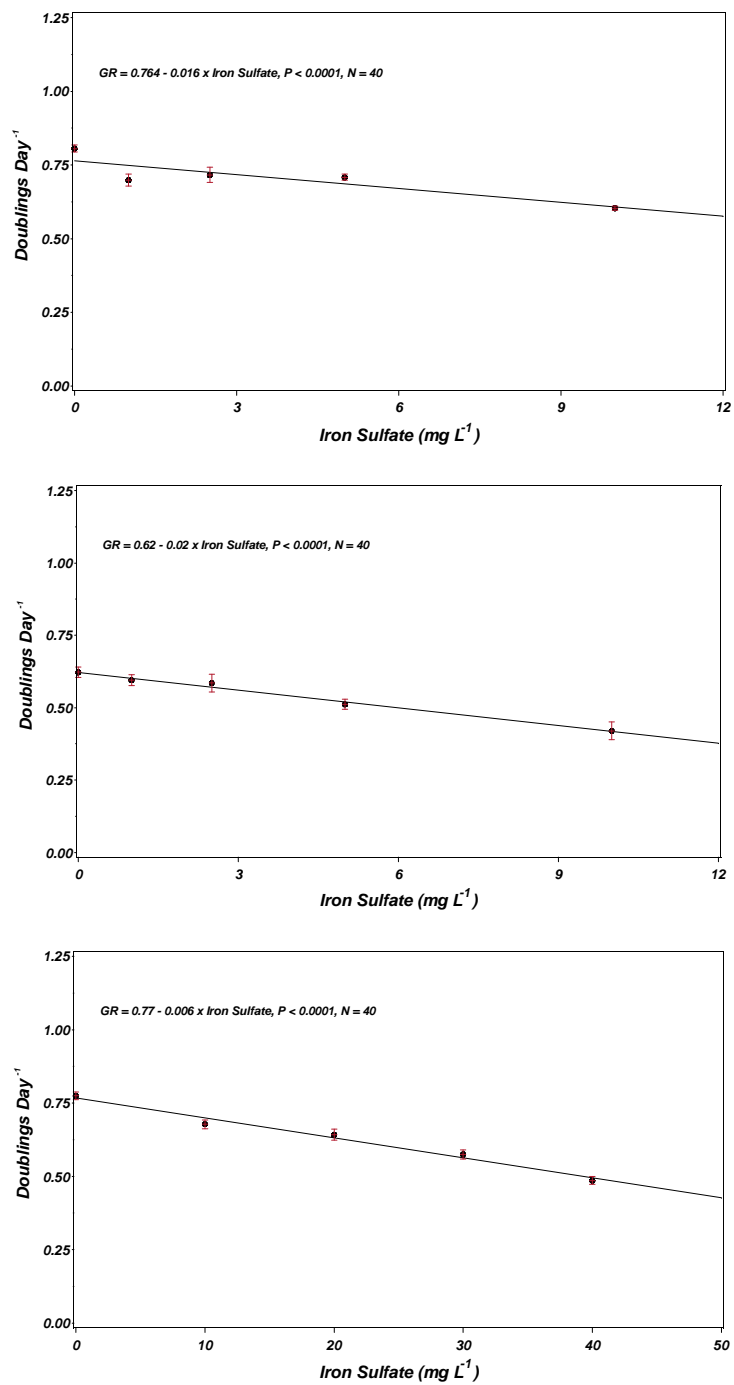 1.25
GR = 0.764 - 0.016 x Iron Sulfate, P < 0.0001, N = 40
1.00
0.75
0.50
0.25
0.00
Doublings Day-1
0 3 6 9 12
Iron Sulfate (mg L-1)
1.25
GR = 0.62 - 0.02 x Iron Sulfate, P < 0.0001, N = 40
1.00
0.75
0.50
0.25
0.00
Doublings Day-1
0 3 6 9 12
Iron Sulfate (mg L-1)
1.25
GR = 0.77 - 0.006 x Iron Sulfate, P < 0.0001, N = 40
1.00
0.75
0.50
0.25
0.00
Doublings Day-1
0 10 20 30 40 50
Iron Sulfate (mg L-1)